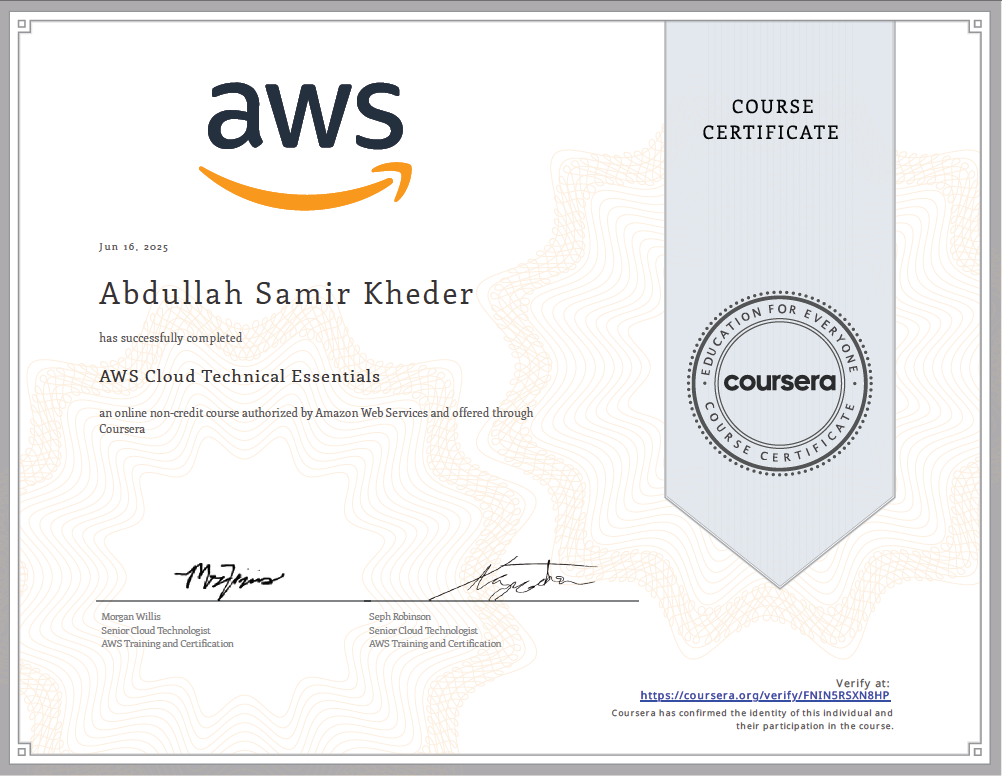 aws
COURSE
CERTIFICATE
Jun 16, 2025
Abdullah Samir Kheder
has successfully completed
AWS Cloud Technical Essentials
an online non-credit course authorized by Amazon Web Services and offered through
Coursera
EDUCATION FOR EVERYONE
coursera
COURSE CERTIFICATE
Morgan Willis
Senior Cloud Technologist
AWS Training and Certification
Seph Robinson
Senior Cloud Technologist
AWS Training and Certification
Verify at:
https://coursera.org/verify/FNIN5RSXN8HP
Coursera has confirmed the identity of this individual and
their participation in the course.